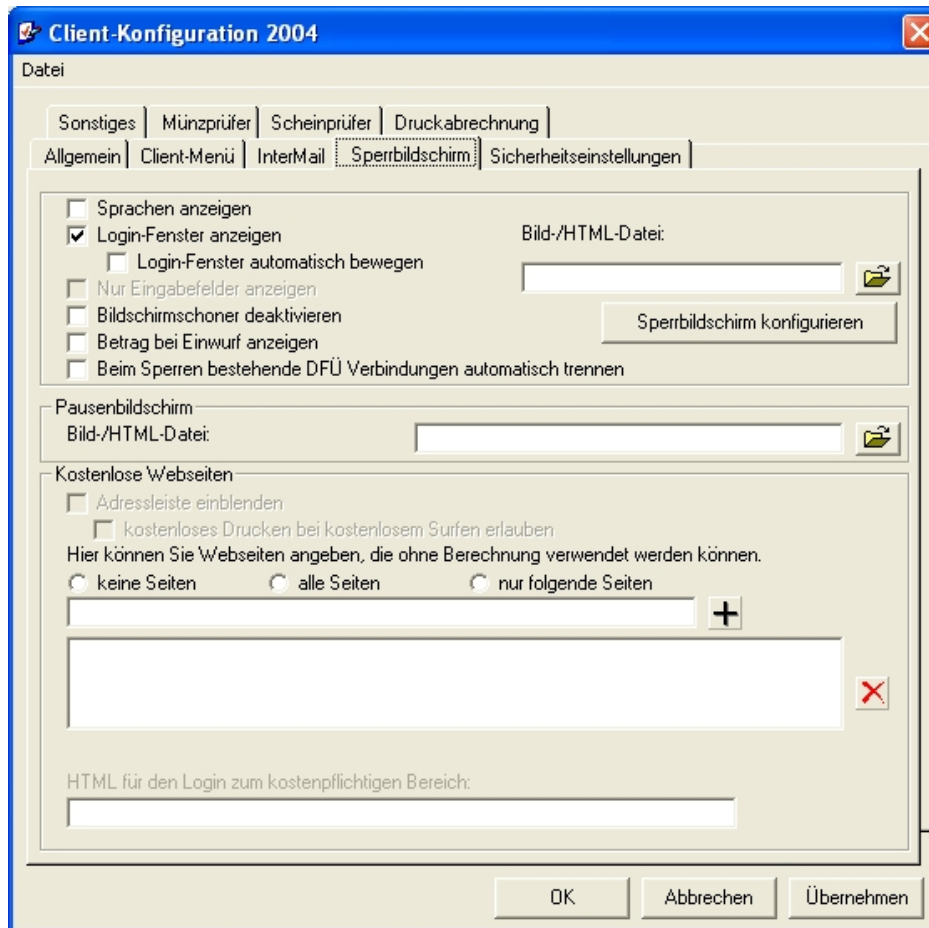 Client-Konfiguration 2004
Datei
Sonstiges Münzprüfer Scheinprüfer Druckabrechnung
Allgemein Client-Menü InterMail Sperrbildschirm Sicherheitseinstellungen
Sprachen anzeigen
Login-Fenster anzeigen Bild-/HTML-Datei:
Login-Fenster automatisch bewegen
Nur Eingabefelder anzeigen
Bildschirmschoner deaktivieren Sperrbildschirm konfigurieren
Betrag bei Einwurf anzeigen
Beim Sperren bestehende DFÜ Verbindungen automatisch trennen
Pausenbildschirm
Bild-/HTML-Datei:
Kostenlose Webseiten
Adressleiste einblenden
kostenloses Drucken bei kostenlosem Surfen erlauben
Hier können Sie Webseiten angeben, die ohne Berechnung verwendet werden können.
keine Seiten alle Seiten nur folgende Seiten
HTML für den Login zum kostenpflichtigen Bereich:
OK Abbrechen Übernehmen